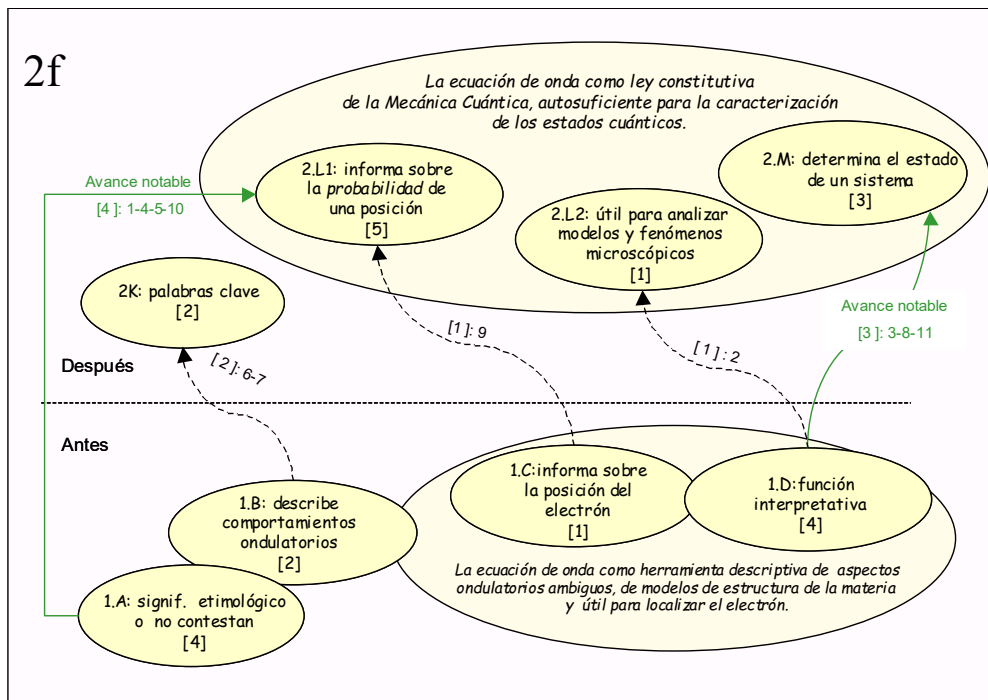 2f
La ecuación de onda como ley constitutiva
de la Mecánica Cuántica, autosuficiente para la caracterización
de los estados cuánticos.
2.L1: informa sobre
la probabilidad de
una posición
[5]
2.M: determina el estado
de un sistema
[3]
2.L2: útil para analizar
modelos y fenómenos
microscópicos
[1]
Avance notable
[4 ]: 1-4-5-10
2K: palabras clave
[2]
[ 2 ]: 6-7
[1 ]: 9
[ 1 ] : 2
Avance notable
[3 ]: 3-8-11
Después
Antes
1.B: describe
comportamientos
ondulatorios
[2]
1.C:informa sobre
la posición del
electrón
[1]
1.D:función
interpretativa
[4]
1.A: signif. etimológico
o no contestan
[4]
La ecuación de onda como herramienta descriptiva de aspectos
ondulatorios ambiguos, de modelos de estructura de la materia
y útil para localizar el electrón.